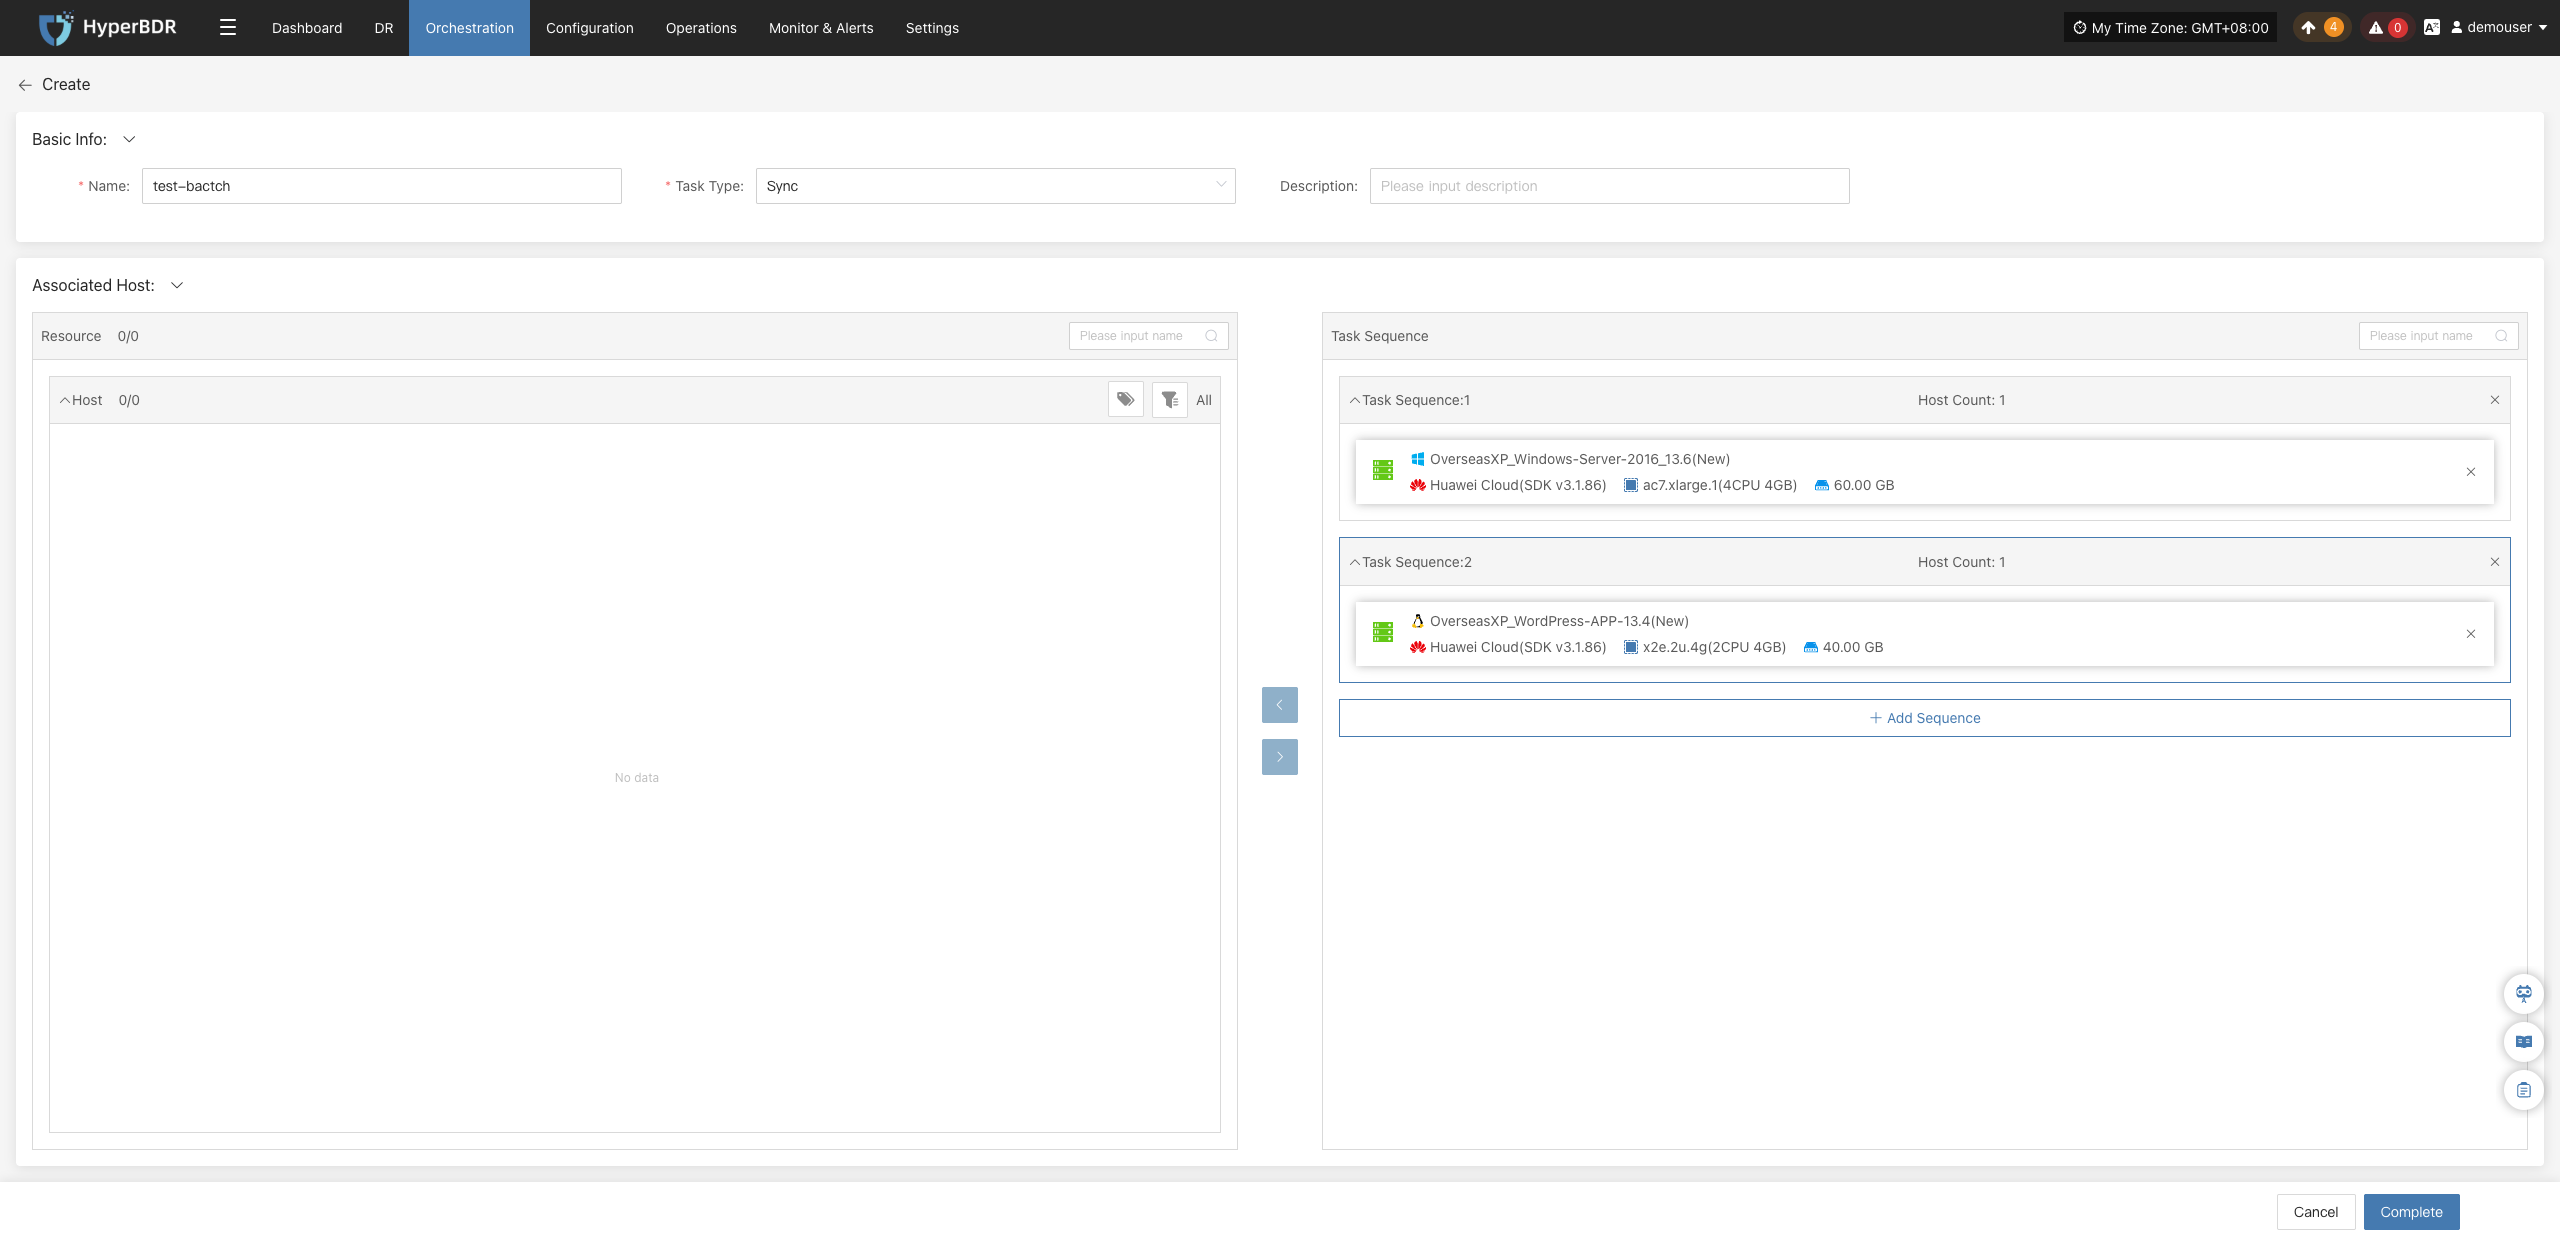 HyperBDR
Dashboard DR Orchestration Configuration Operations Monitor & Alerts Settings My Time Zone: GMT+08:00 4 0 demouser
Create
Basic Info:
* Name: test-bactch * Task Type: Sync Description: Please input description
Associated Host:
Resource 0/0 Please input name
Host 0/0 All
No data
Task Sequence Please input name
Task Sequence:1 Host Count: 1
OverseasXP_Windows-Server-2016_13.6(New)
Huawei Cloud(SDK v3.1.86) ac7.xlarge.1(4CPU 4GB) 60.00 GB
Task Sequence:2 Host Count: 1
OverseasXP_WordPress-APP-13.4(New)
Huawei Cloud(SDK v3.1.86) x2e.2u.4g(2CPU 4GB) 40.00 GB
Add Sequence
Cancel Complete